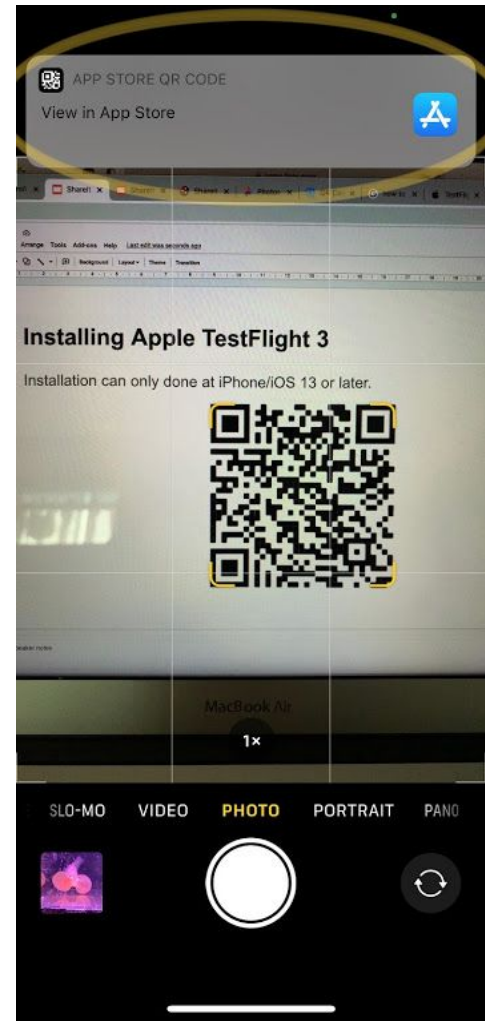 APP STORE QR CODE
View in App Store
ShareIt
Arrange Tools Add-ons Help Last edit was seconds ago
Background Layout Theme Transition
Installing Apple TestFlight 3
Installation can only done at iPhone/iOS 13 or later.
MacBook Air
1×
SLO-MO VIDEO PHOTO PORTRAIT PANO